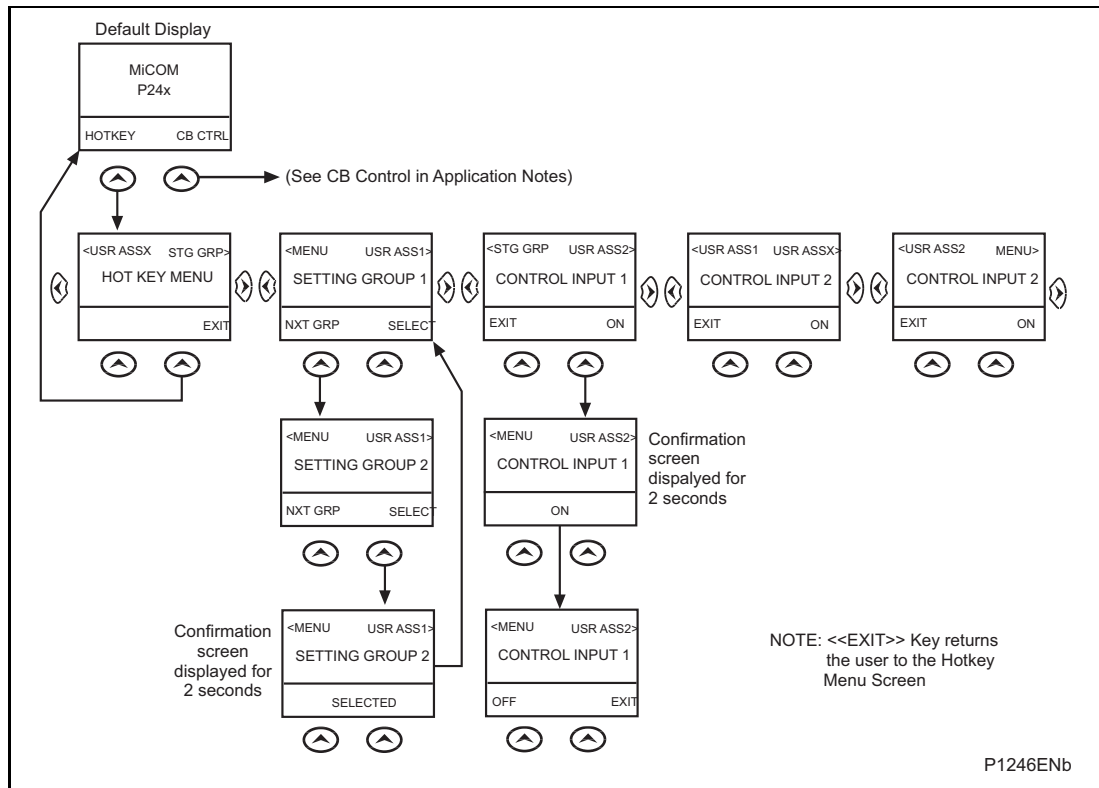 Default Display
MiCOM
P24x
HOTKEY CB CTRL
(See CB Control in Application Notes)
<USR ASSX STG GRP>
HOT KEY MENU
EXIT
<MENU USR ASS1>
SETTING GROUP 1
NXT GRP SELECT
<STG GRP USR ASS2>
CONTROL INPUT 1
EXIT ON
<USR ASS1 USR ASSX>
CONTROL INPUT 2
EXIT ON
<USR ASS2 MENU>
CONTROL INPUT 2
EXIT ON
<MENU USR ASS1>
SETTING GROUP 2
NXT GRP SELECT
<MENU USR ASS2>
CONTROL INPUT 1
ON
Confirmation
screen
dispalyed for
2 seconds
Confirmation
screen
displayed for
2 seconds
<MENU USR ASS1>
SETTING GROUP 2
SELECTED
<MENU USR ASS2>
CONTROL INPUT 1
OFF EXIT
NOTE: <<EXIT>> Key returns
the user to the Hotkey
Menu Screen
P1246ENb